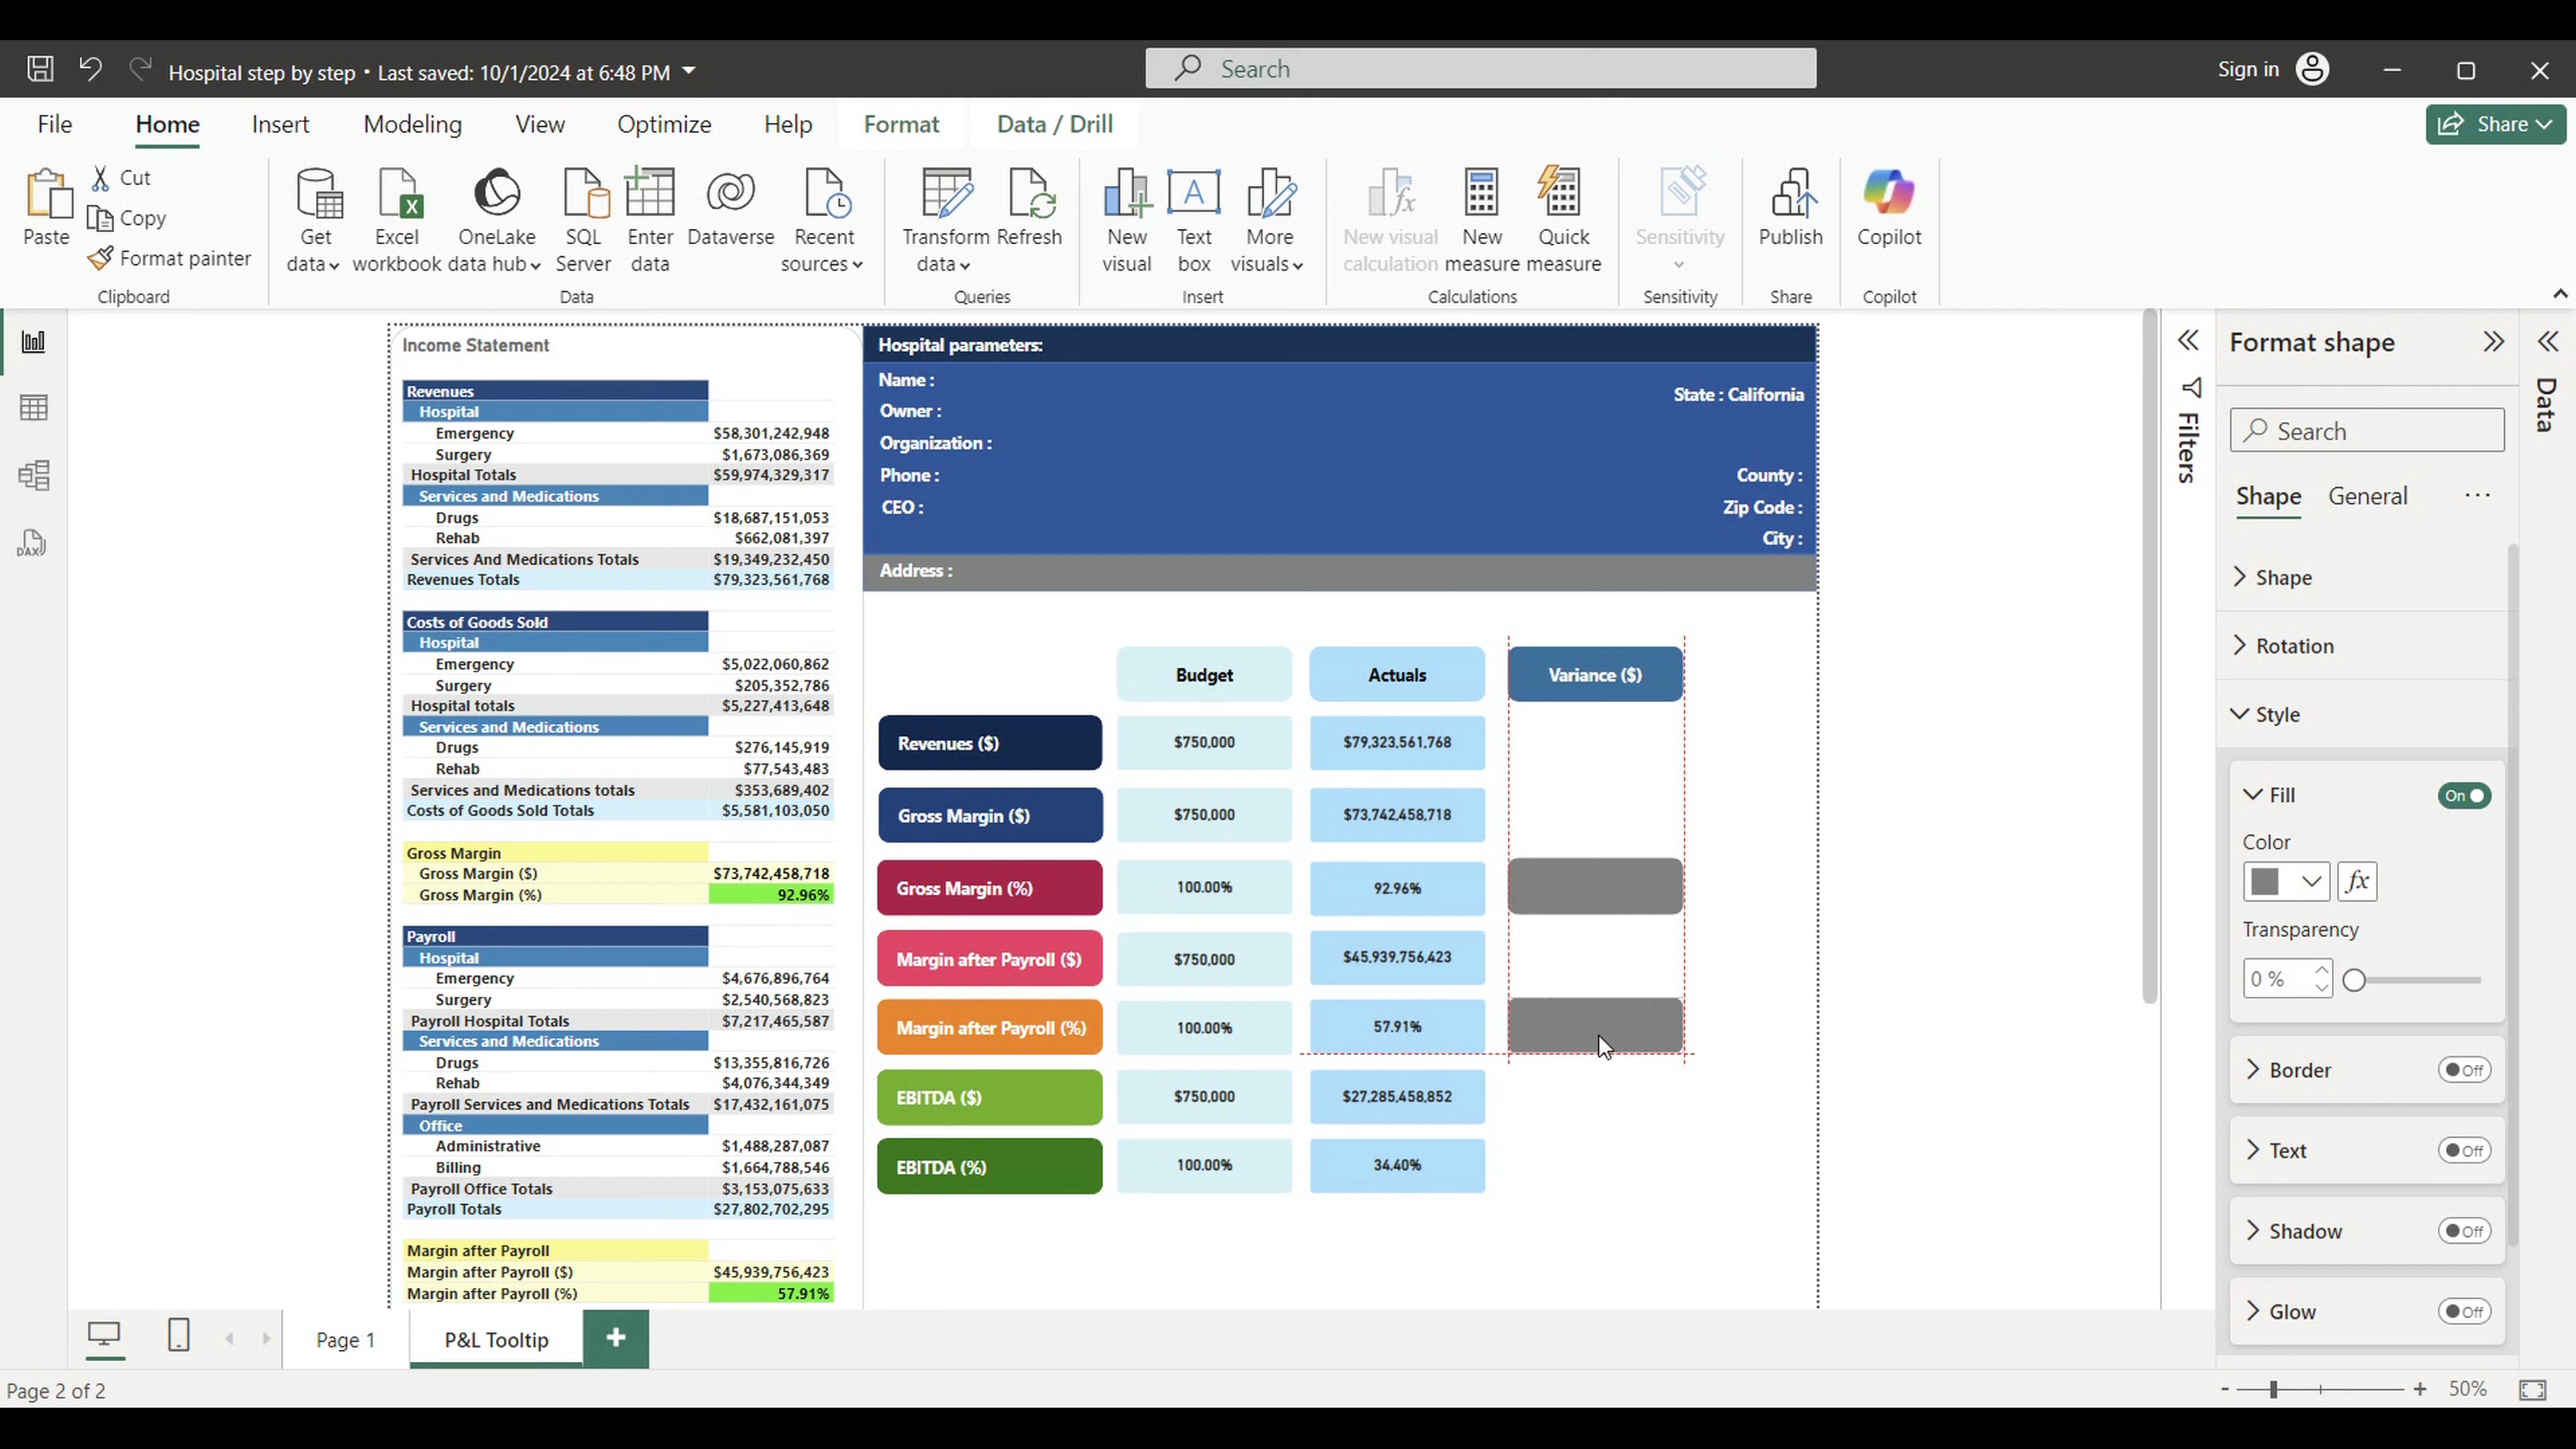 Hospital step by step • Last saved: 10/1/2024 at 6:48 PM
Search
Sign in
File Home Insert Modeling View Optimize Help Format Data / Drill
Share
Paste
Cut
Copy
Format painter
Clipboard
Get data
Excel workbook
OneLake data hub
SQL Server
Enter data
Dataverse
Recent sources
Data
Transform data
Refresh
Queries
New visual
Text box
More visuals
Insert
New visual calculation
New measure
Quick measure
Calculations
Sensitivity
Sensitivity
Publish
Share
Copilot
Copilot
DAX
Income Statement
Revenues
Hospital
Emergency $58,301,242,948
Surgery $1,673,086,369
Hospital Totals $59,974,329,317
Services and Medications
Drugs $18,687,151,053
Rehab $662,081,397
Services And Medications Totals $19,349,232,450
Revenues Totals $79,323,561,768
Costs of Goods Sold
Hospital
Emergency $5,022,060,862
Surgery $205,352,786
Hospital totals $5,227,413,648
Services and Medications
Drugs $276,145,919
Rehab $77,543,483
Services and Medications totals $353,689,402
Costs of Goods Sold Totals $5,581,103,050
Gross Margin
Gross Margin ($) $73,742,458,718
Gross Margin (%) 92.96%
Payroll
Hospital
Emergency $4,676,896,764
Surgery $2,540,568,823
Payroll Hospital Totals $7,217,465,587
Services and Medications
Drugs $13,355,816,726
Rehab $4,076,344,349
Payroll Services and Medications Totals $17,432,161,075
Office
Administrative $1,488,287,087
Billing $1,664,788,546
Payroll Office Totals $3,153,075,633
Payroll Totals $27,802,702,295
Margin after Payroll
Margin after Payroll ($) $45,939,756,423
Margin after Payroll (%) 57.91%
Hospital parameters:
Name :
State : California
Owner :
Organization :
Phone : County :
CEO : Zip Code :
City :
Address :
Budget Actuals Variance ($)
Revenues ($) $750,000 $79,323,561,768
Gross Margin ($) $750,000 $73,742,458,718
Gross Margin (%) 100.00% 92.96%
Margin after Payroll ($) $750,000 $45,939,756,423
Margin after Payroll (%) 100.00% 57.91%
EBITDA ($) $750,000 $27,285,458,852
EBITDA (%) 100.00% 34.40%
Filters
Format shape
Search
Shape General ...
Shape
Rotation
Style
Fill On
Color
fx
Transparency
0 %
Border Off
Text Off
Shadow Off
Glow Off
Data
Page 1 P&L Tooltip +
Page 2 of 2
- + 50%